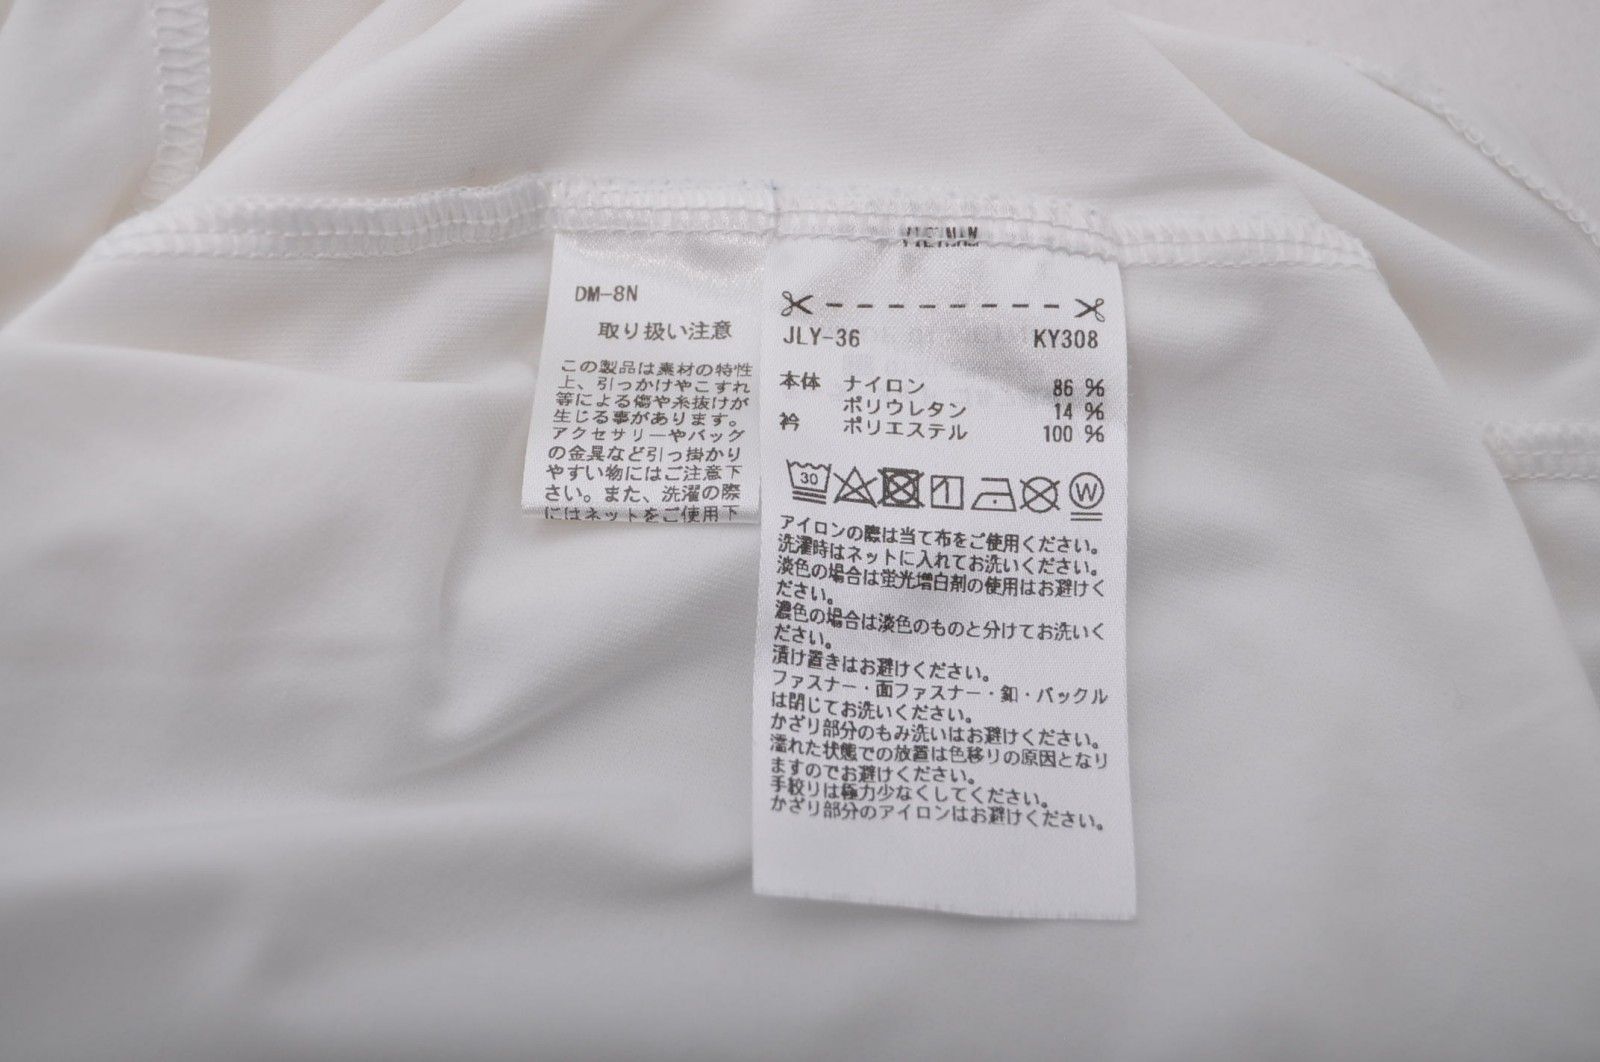 DM-8N
取り扱い注意
この製品は素材の特性
上、引っかけやこすれ
等による傷や糸抜けが
生じる事があります。
アクセサリーやバッグ
の金具など引っ掛かり
やすい物にはご注意下
さい。また、洗濯の際
にはネットをご使用下
JLY-36 KY308
本体 ナイロン 86 %
ポリウレタン 14 %
衿 ポリエステル 100 %
30
W
アイロンの際は当て布をご使用ください。
洗濯時はネットに入れてお洗いください。
淡色の場合は蛍光増白剤の使用はお避けく
ださい。
濃色の場合は淡色のものと分けてお洗いく
ださい。
漬け置きはお避けください。
ファスナー・面ファスナー・釦・バックル
は閉じてお洗いください。
かざり部分のもみ洗いはお避けください。
濡れた状態での放置は色移りの原因となり
ますのでお避けください。
手絞りは極力少なくしてください。
かざり部分のアイロンはお避けください。